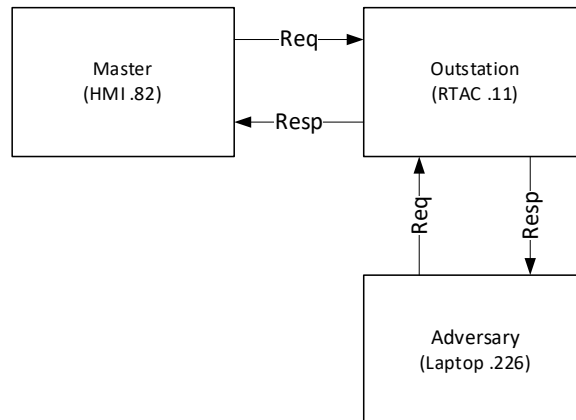 Req
Master
(HMI .82)
Outstation
(RTAC .11)
Resp
Req
Resp
Adversary
(Laptop .226)